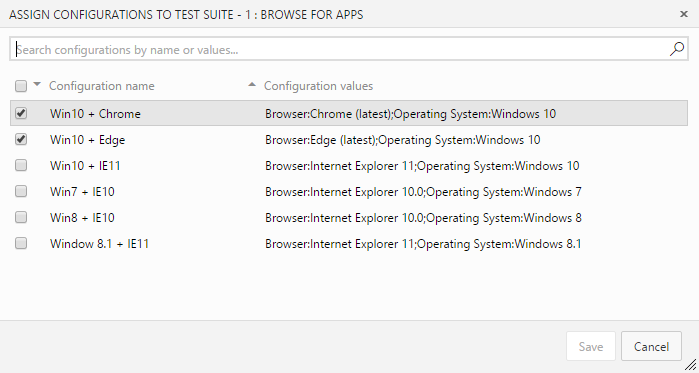 ASSIGN CONFIGURATIONS TO TEST SUITE - 1 : BROWSE FOR APPS
Search configurations by name or values...
Configuration name Configuration values
Win10 + Chrome Browser:Chrome (latest);Operating System:Windows 10
Win10 + Edge Browser:Edge (latest);Operating System:Windows 10
Win10 + IE11 Browser:Internet Explorer 11;Operating System:Windows 10
Win7 + IE10 Browser:Internet Explorer 10.0;Operating System:Windows 7
Win8 + IE10 Browser:Internet Explorer 10.0;Operating System:Windows 8
Window 8.1 + IE11 Browser:Internet Explorer 11;Operating System:Windows 8.1
Save Cancel